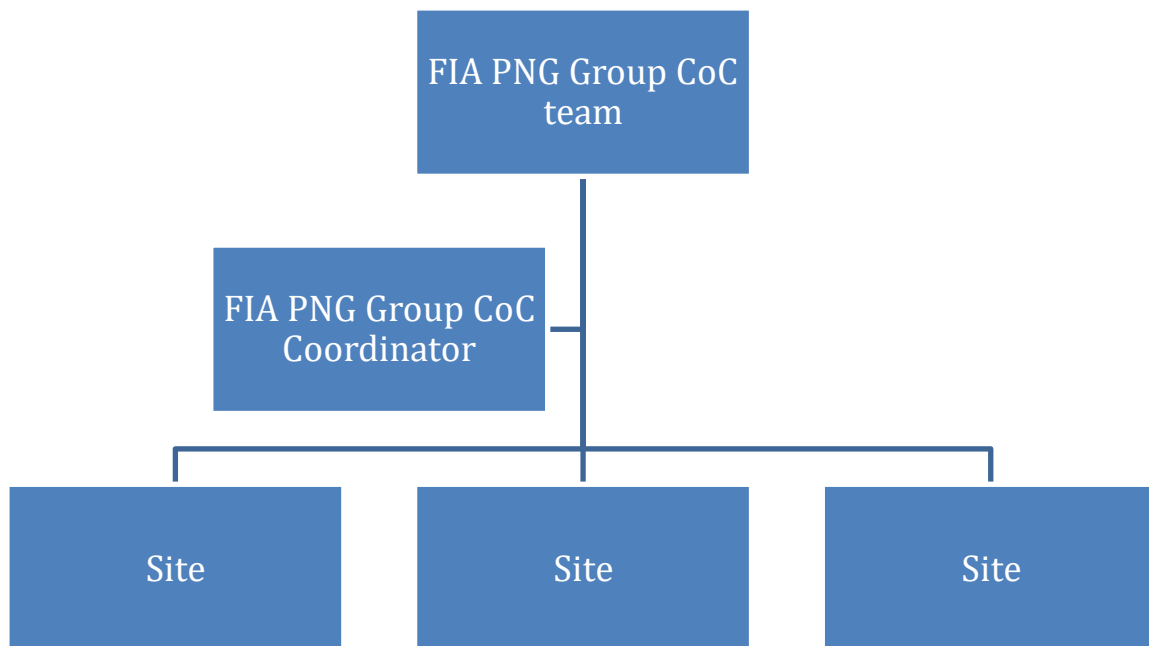 FIA PNG Group CoC
team
FIA PNG Group CoC
Coordinator
Site
Site
Site